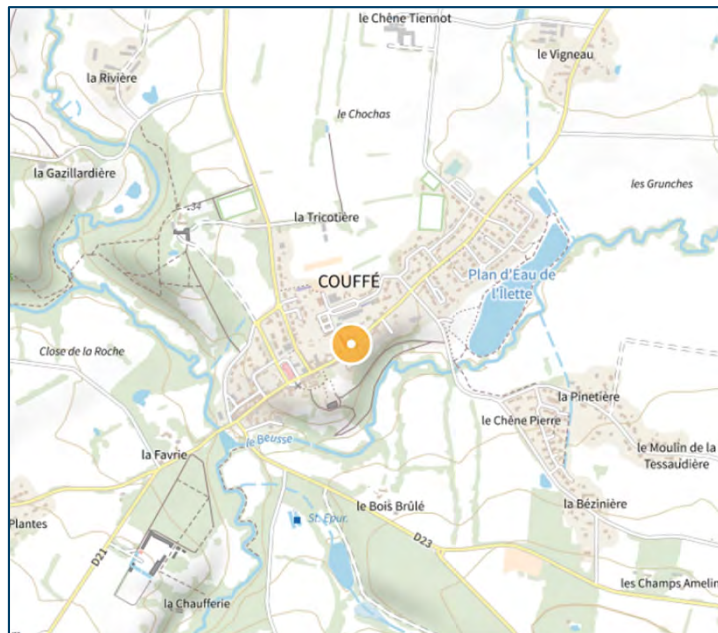 le Chêne Tiennot
le Vigneau
la Rivière
le Chochas
la Gazillardière
les Grunches
34
la Tricotière
COUFFÉ
Plan d'Eau de
l'Ilette
Close de la Roche
la Pinetière
le Chêne Pierre
le Beusse
le Moulin de la
Tessaudière
la Favrie
le Bois Brûlé
la Bézinière
Plantes
St. Epur.
D23
D21
les Champs Amelin
la Chaufferie